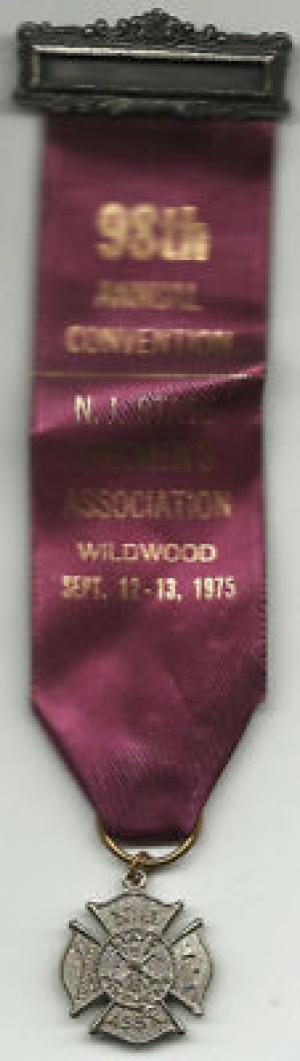 98th
ANNUAL
CONVENTION
N. J. STATE
FIREMEN'S
ASSOCIATION
WILDWOOD
SEPT. 12-13, 1975